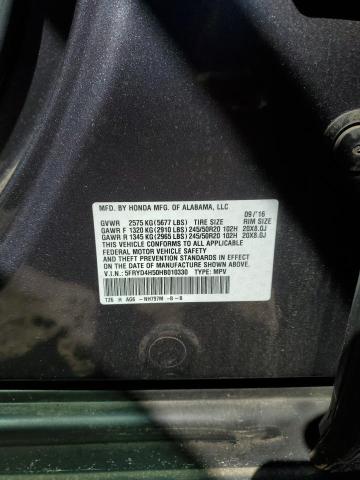 MFD. BY HONDA MFG. OF ALABAMA, LLC 09/16
GVWR 2575 KG (5677 LBS) TIRE SIZE RIM SIZE
GAWR F 1320 KG (2910 LBS) 245/50R20 102H 20X8.0J
GAWR R 1345 KG (2965 LBS) 245/50R20 102H 20X8.0J
THIS VEHICLE CONFORMS TO ALL APPLICABLE
FEDERAL MOTOR VEHICLE SAFETY
AND THEFT PREVENTION STANDARDS IN EFFECT
ON THE DATE OF MANUFACTURE SHOWN ABOVE.
V.I.N.: 5FRYD4H50HB010330 TYPE: MPV
TZ5 H AG6 -NH797M -B -B